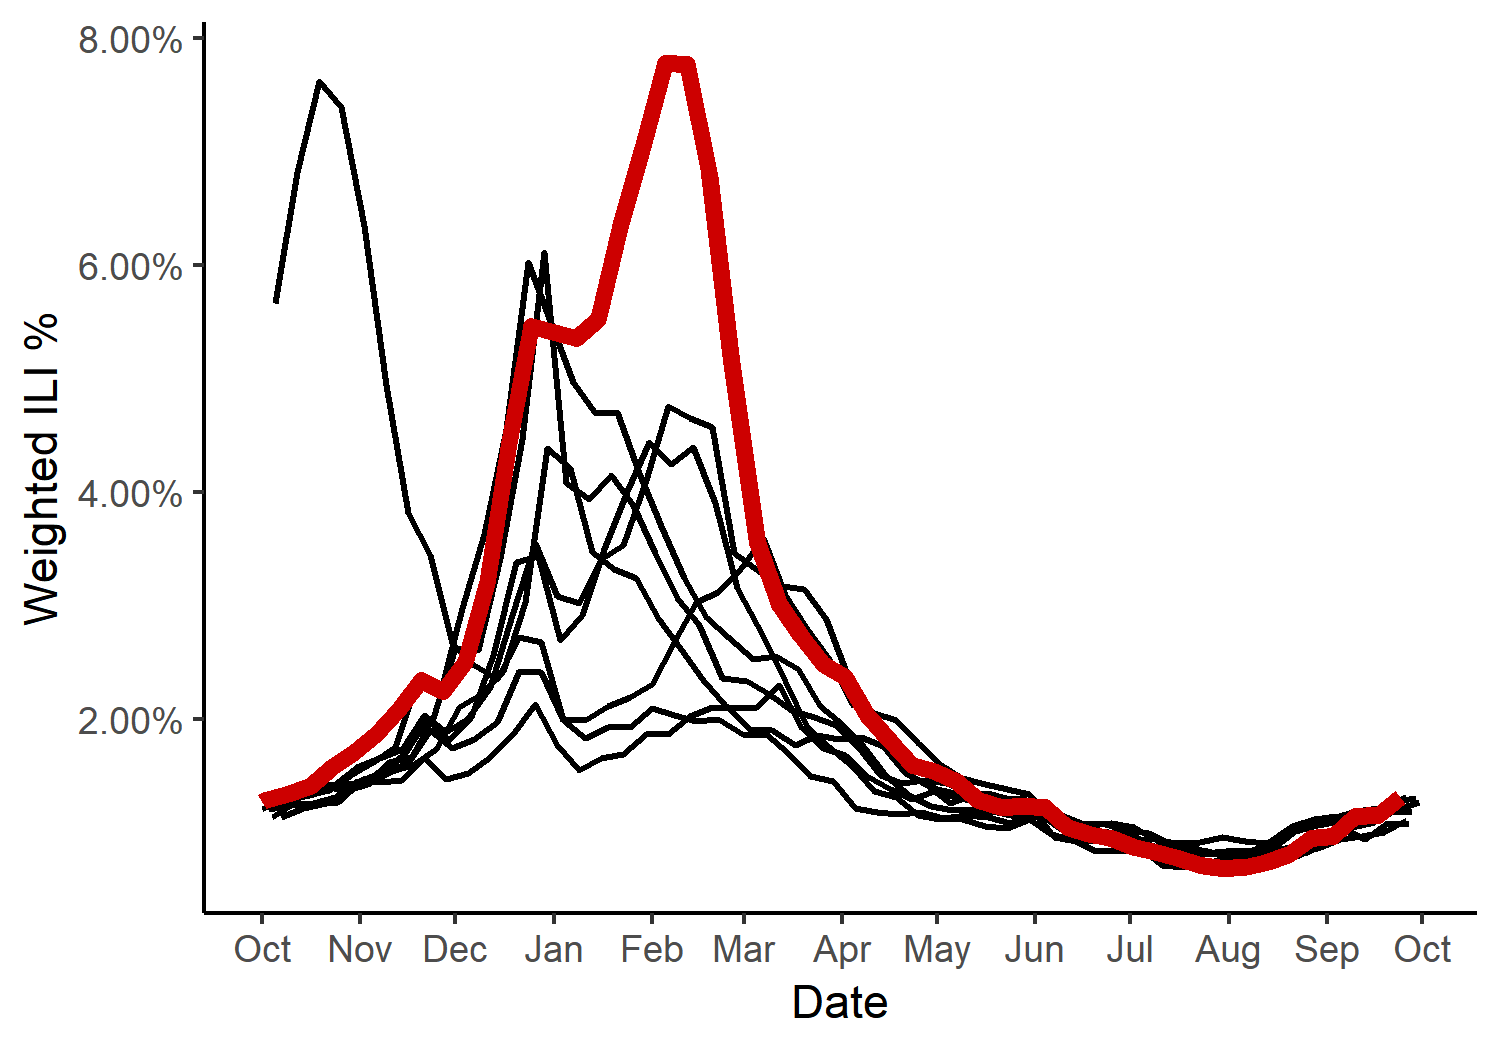 8.00%
6.00%
4.00%
2.00%
Weighted ILI %
Oct Nov Dec Jan Feb Mar Apr May Jun Jul Aug Sep Oct
Date